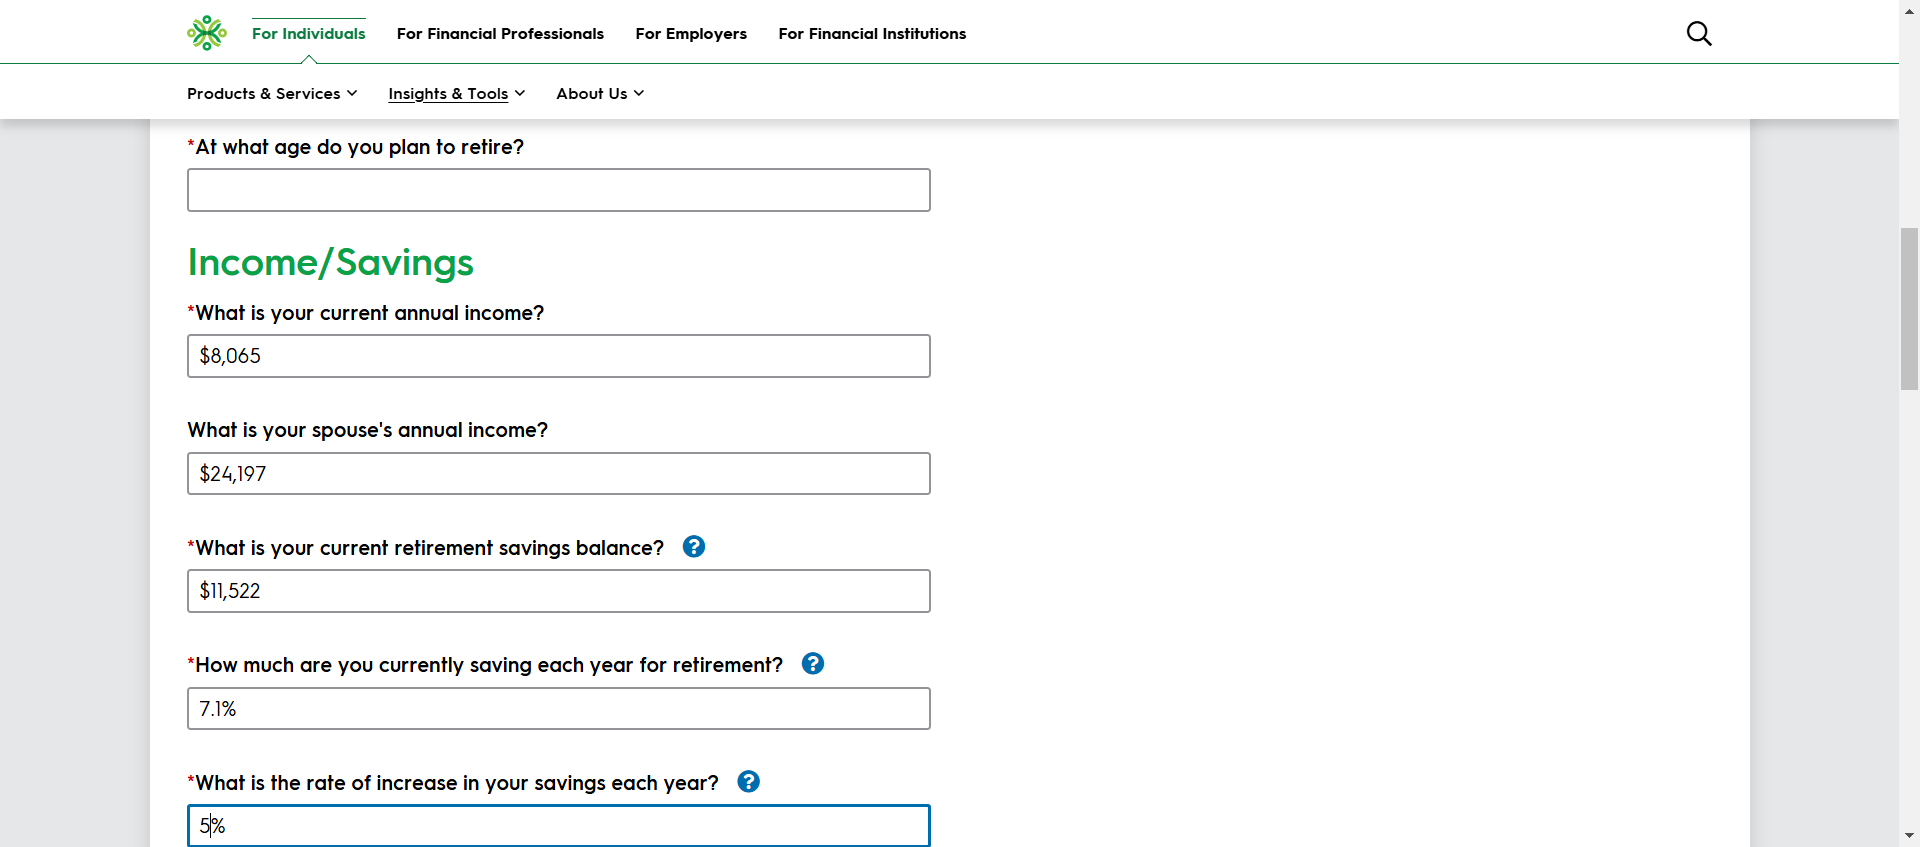 For Individuals For Financial Professionals For Employers For Financial Institutions
Products & Services Insights & Tools About Us
*At what age do you plan to retire?
Income/Savings
*What is your current annual income?
$8,065
What is your spouse's annual income?
$24,197
*What is your current retirement savings balance? ?
$11,522
*How much are you currently saving each year for retirement? ?
7.1%
*What is the rate of increase in your savings each year? ?
5%